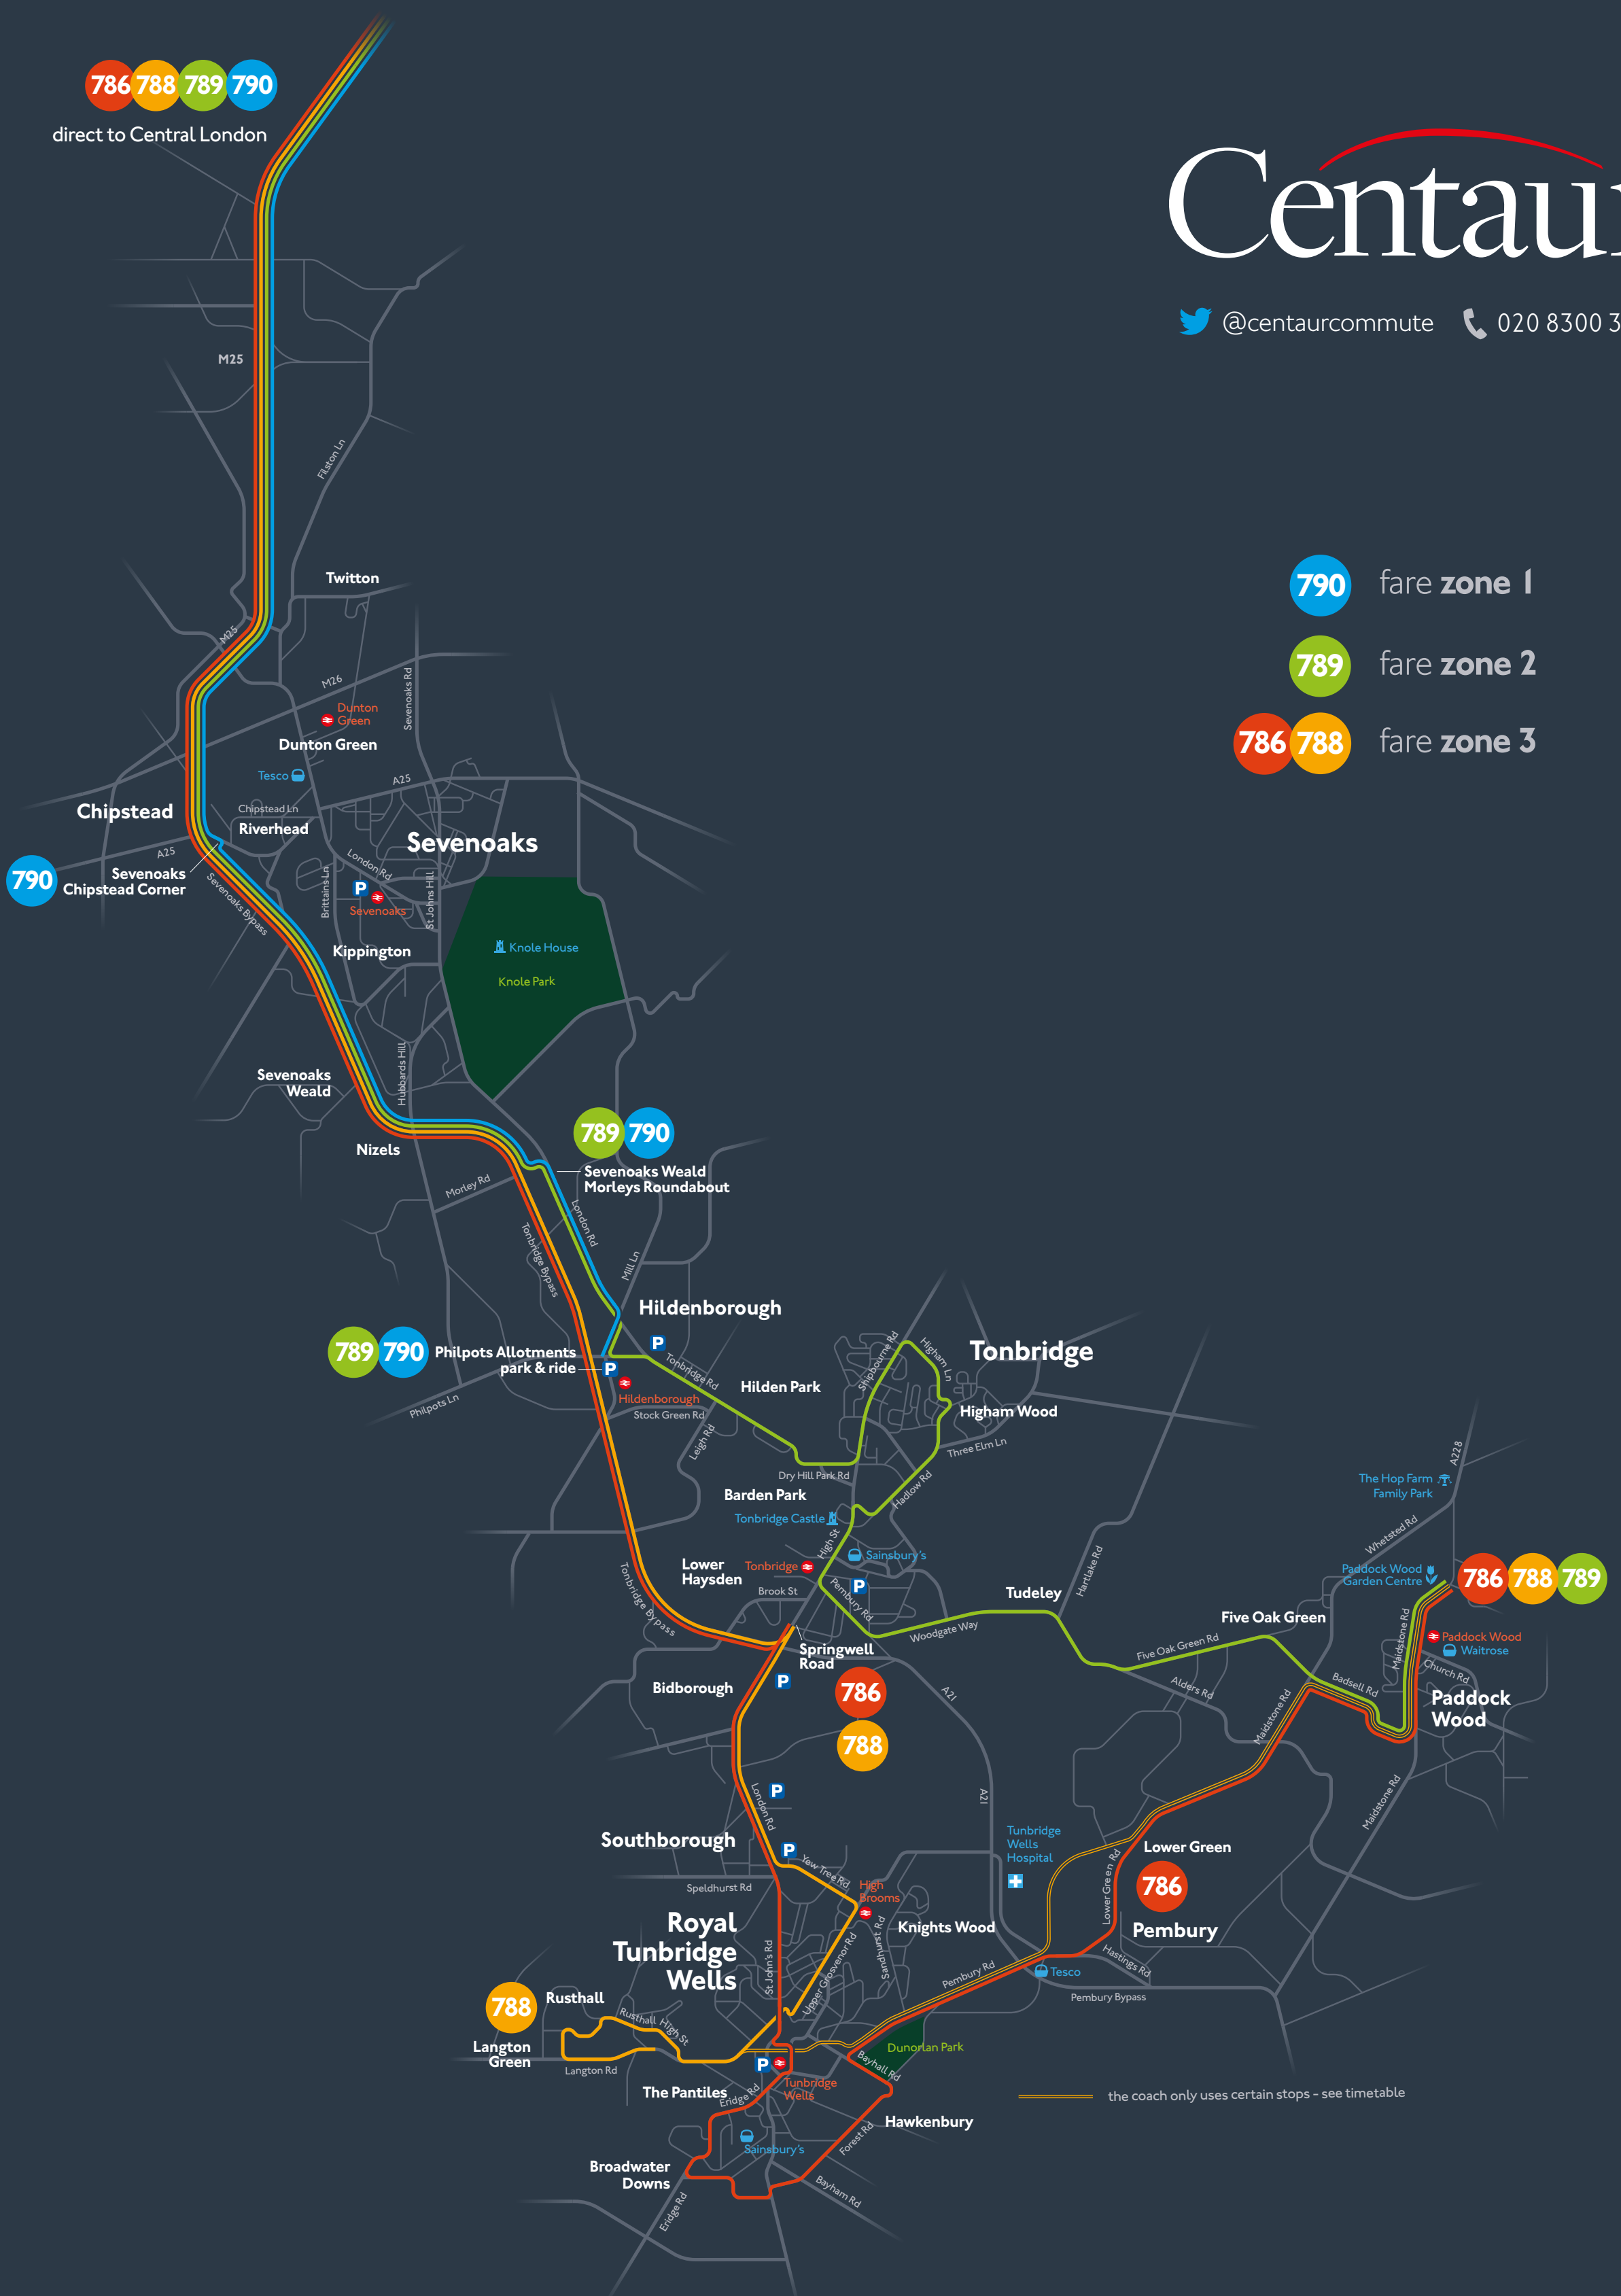 786 788 789 790
direct to Central London
Centaur
@centaurcommute 020 8300 3
M25
Filston Ln
790 fare zone 1
789 fare zone 2
786 788 fare zone 3
Twitton
M25
M26
Sevenoaks Rd
Dunton
Green
Dunton Green
Tesco
A25
Chipstead
Chipstead Ln
Riverhead
Sevenoaks
A25
790
Sevenoaks
Chipstead Corner
Sevenoaks Bypass
London Rd
Brittains Ln
P
Sevenoaks
St Johns Hill
Kippington
Knole House
Knole Park
Hubbards Hill
Sevenoaks
Weald
Nizels
789 790
Sevenoaks Weald
Morleys Roundabout
Morley Rd
London Rd
Tonbridge Bypass
Mill Ln
Hildenborough
789 790
Philpots Allotments
park & ride
P
P
Tonbridge Rd
Hildenborough
Philpots Ln
Stock Green Rd
Leigh Rd
Hilden Park
Shipbourne Rd
Higham Ln
Tonbridge
Higham Wood
Three Elm Ln
Dry Hill Park Rd
Hadlow Rd
Barden Park
Tonbridge Castle
High St
Sainsbury's
Lower
Haysden
Tonbridge
P
Brook St
Pembury Rd
Tonbridge Bypass
Woodgate Way
Tudeley
Hartlake Rd
A228
The Hop Farm
Family Park
Whetsted Rd
Paddock Wood
Garden Centre
786 788 789
Five Oak Green
Five Oak Green Rd
Maidstone Rd
Paddock Wood
Waitrose
Church Rd
Badsell Rd
Alders Rd
Maidstone Rd
Paddock
Wood
Maidstone Rd
Springwell
Road
P
786
788
A21
Bidborough
P
London Rd
A21
Southborough
P
Yew Tree Rd
Speldhurst Rd
High
Brooms
Tunbridge
Wells
Hospital
Lower Green
786
Lower Green Rd
Pembury
Hastings Rd
Knights Wood
Sandhurst Rd
Royal
Tunbridge
Wells
St John's Rd
Upper Grosvenor Rd
Pembury Rd
Tesco
Pembury Bypass
788
Rusthall
Rusthall High St
Langton
Green
Langton Rd
P
Tunbridge
Wells
Dunorlan Park
Bayhall Rd
The Pantiles
Eridge Rd
Hawkenbury
Forest Rd
the coach only uses certain stops - see timetable
Sainsbury's
Broadwater
Downs
Bayham Rd
Eridge Rd